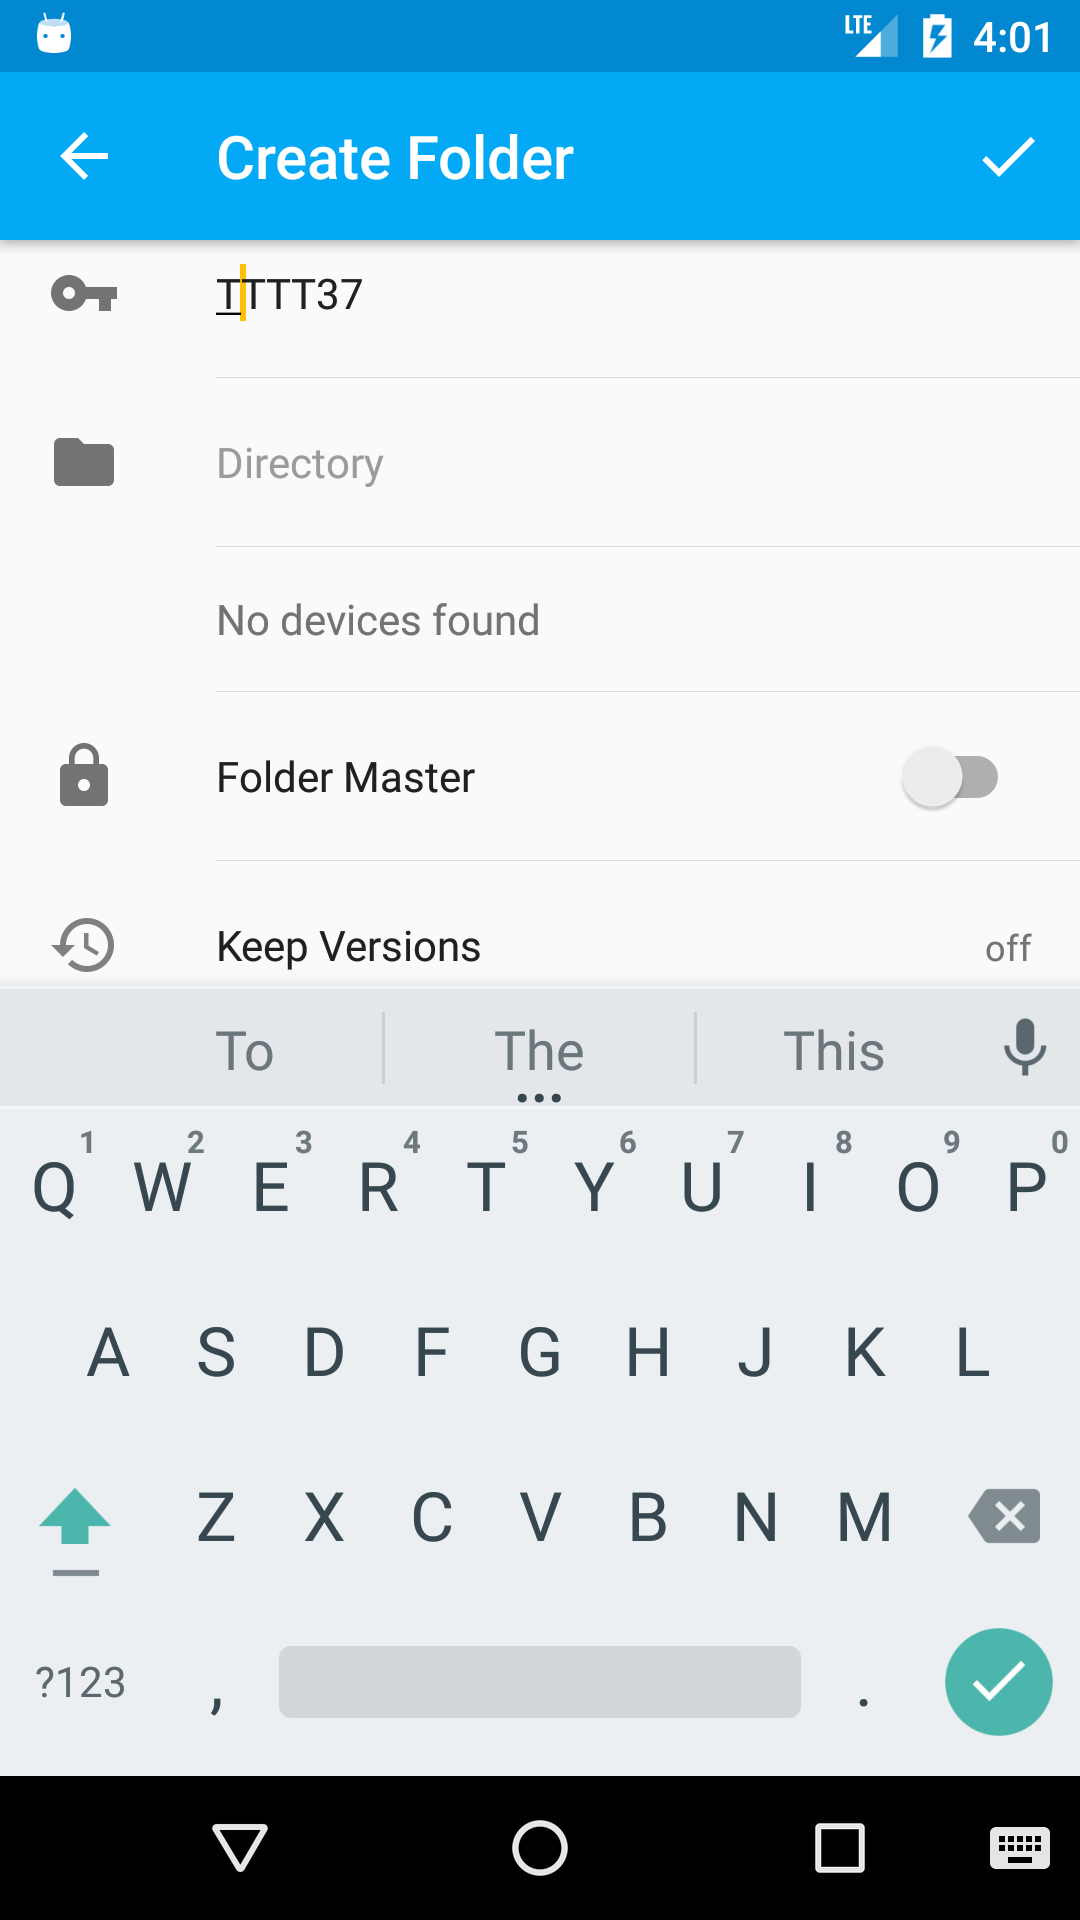 LTE 4:01
Create Folder
TTTT37
Directory
No devices found
Folder Master
Keep Versions off
To The This
1 2 3 4 5 6 7 8 9 0
Q W E R T Y U I O P
A S D F G H J K L
Z X C V B N M
?123 , .